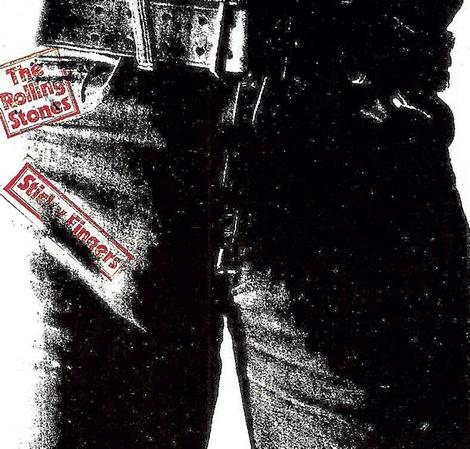 The
Rolling
Stones
Sticky Fingers